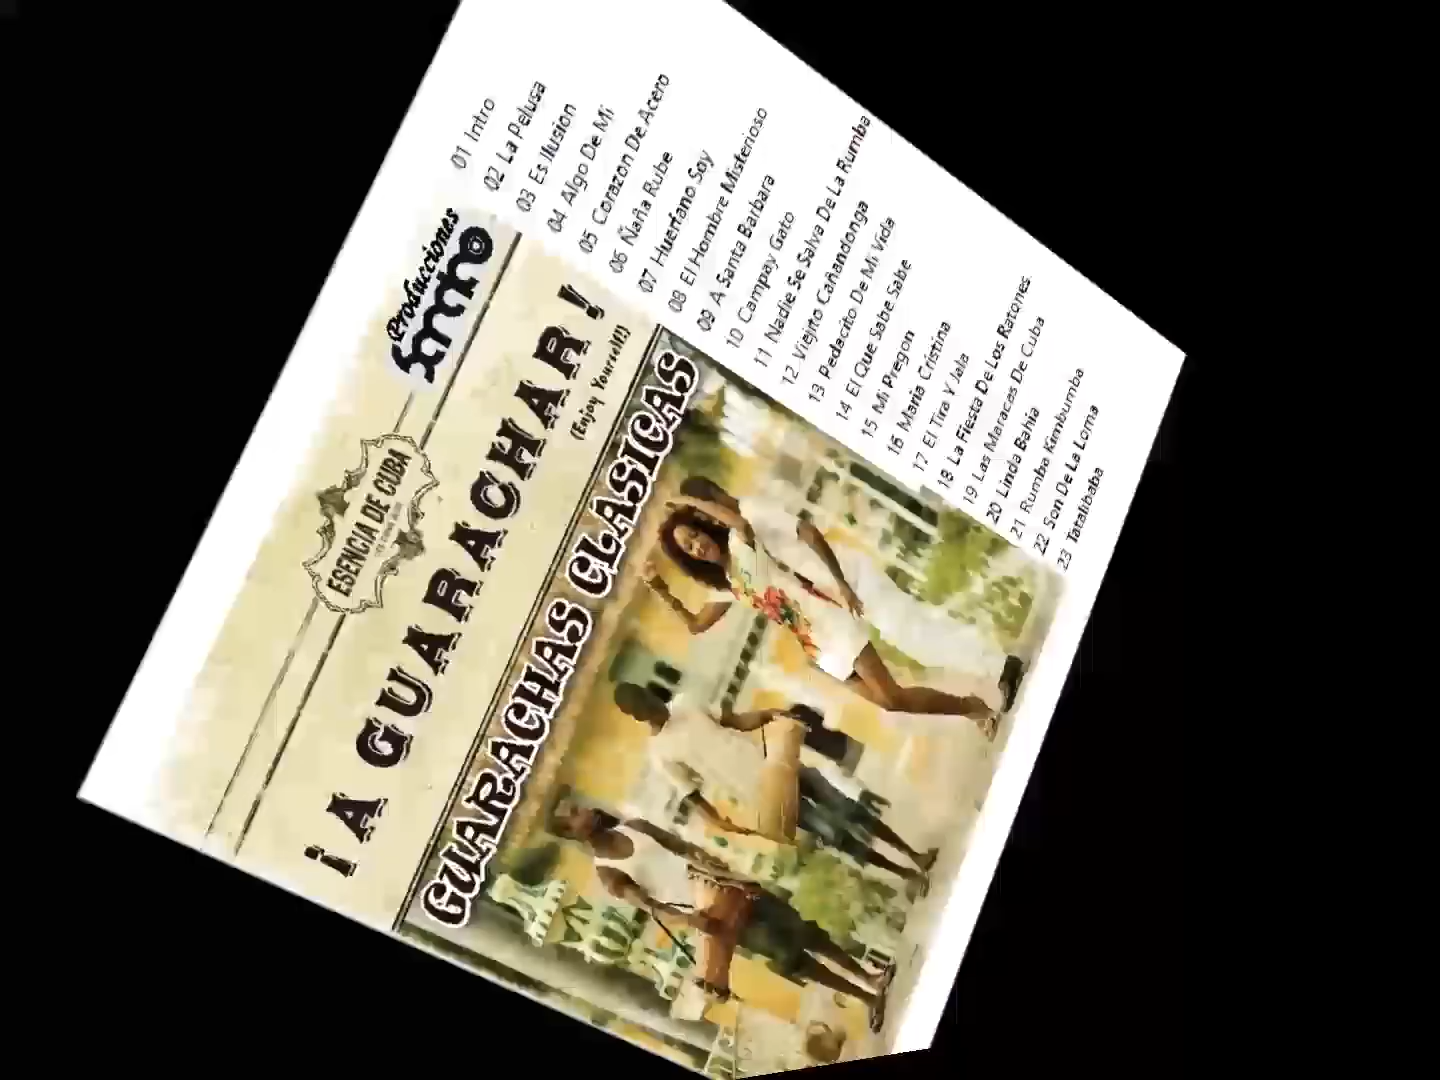 Producciones
ESENCIA DE CUBA
¡A GUARACHAR!
(Enjoy Yourself!)
GUARACHAS CLASICAS
01 Intro
02 La Pelusa
03 Es Ilusion
04 Algo De Mi
05 Corazon De Acero
06 Ñaña Rube
07 Huerfano Soy
08 El Hombre Misterioso
09 A Santa Barbara
10 Campay Gato
11 Nadie Se Salva De La Rumba
12 Viejito Cañandonga
13 Pedacito De Mi Vida
14 El Que Sabe Sabe
15 Mi Pregon
16 Maria Cristina
17 El Tira Y Jala
18 La Fiesta De Los Ratones
19 Las Maracas De Cuba
20 Linda Bahia
21 Rumbo Kimbumba
22 Son De La Loma
23 Tatalibaba